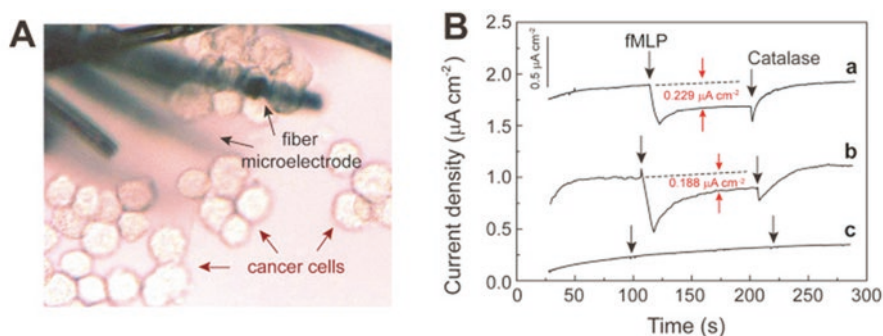 A
fiber
microelectrode
cancer cells
B
Current density (μA cm⁻²)
2.0
1.5
1.0
0.5
0.0
0.5 μA cm⁻²
fMLP
Catalase
a
0.229 μA cm⁻²
b
0.188 μA cm⁻²
c
0 50 100 150 200 250 300
Time (s)